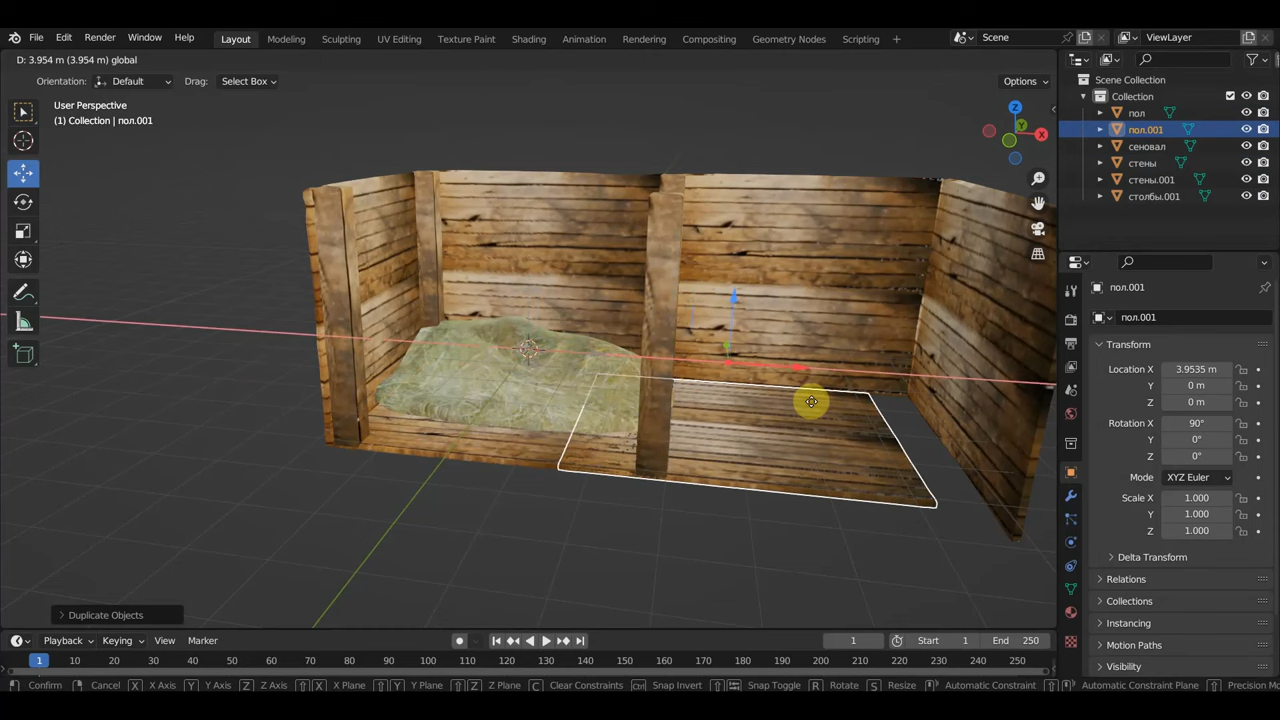 File Edit Render Window Help Layout Modeling Sculpting UV Editing Texture Paint Shading Animation Rendering Compositing Geometry Nodes Scripting + Scene ViewLayer
D: 3.954 m (3.954 m) global
Orientation: Default Drag: Select Box Options
User Perspective
(1) Collection | пол.001
Z
Y
X
Scene Collection
Collection
пол
пол.001
сеновал
стены
стены.001
столбы.001
пол.001
пол.001
Transform
Location X 3.9535 m
Y 0 m
Z 0 m
Rotation X 90°
Y 0°
Z 0°
Mode XYZ Euler
Scale X 1.000
Y 1.000
Z 1.000
Delta Transform
Relations
Collections
Instancing
Motion Paths
Visibility
Duplicate Objects
Playback Keying View Marker 1 Start 1 End 250
1 10 20 30 40 50 60 70 80 90 100 110 120 130 140 150 160 170 180 190 200 210 220 230 240 250
Confirm Cancel X X Axis Y Y Axis Z Z Axis X X Plane Y Y Plane Z Z Plane C Clear Constraints Ctrl Snap Invert Snap Toggle R Rotate S Resize Automatic Constraint Automatic Constraint Plane Precision Mo